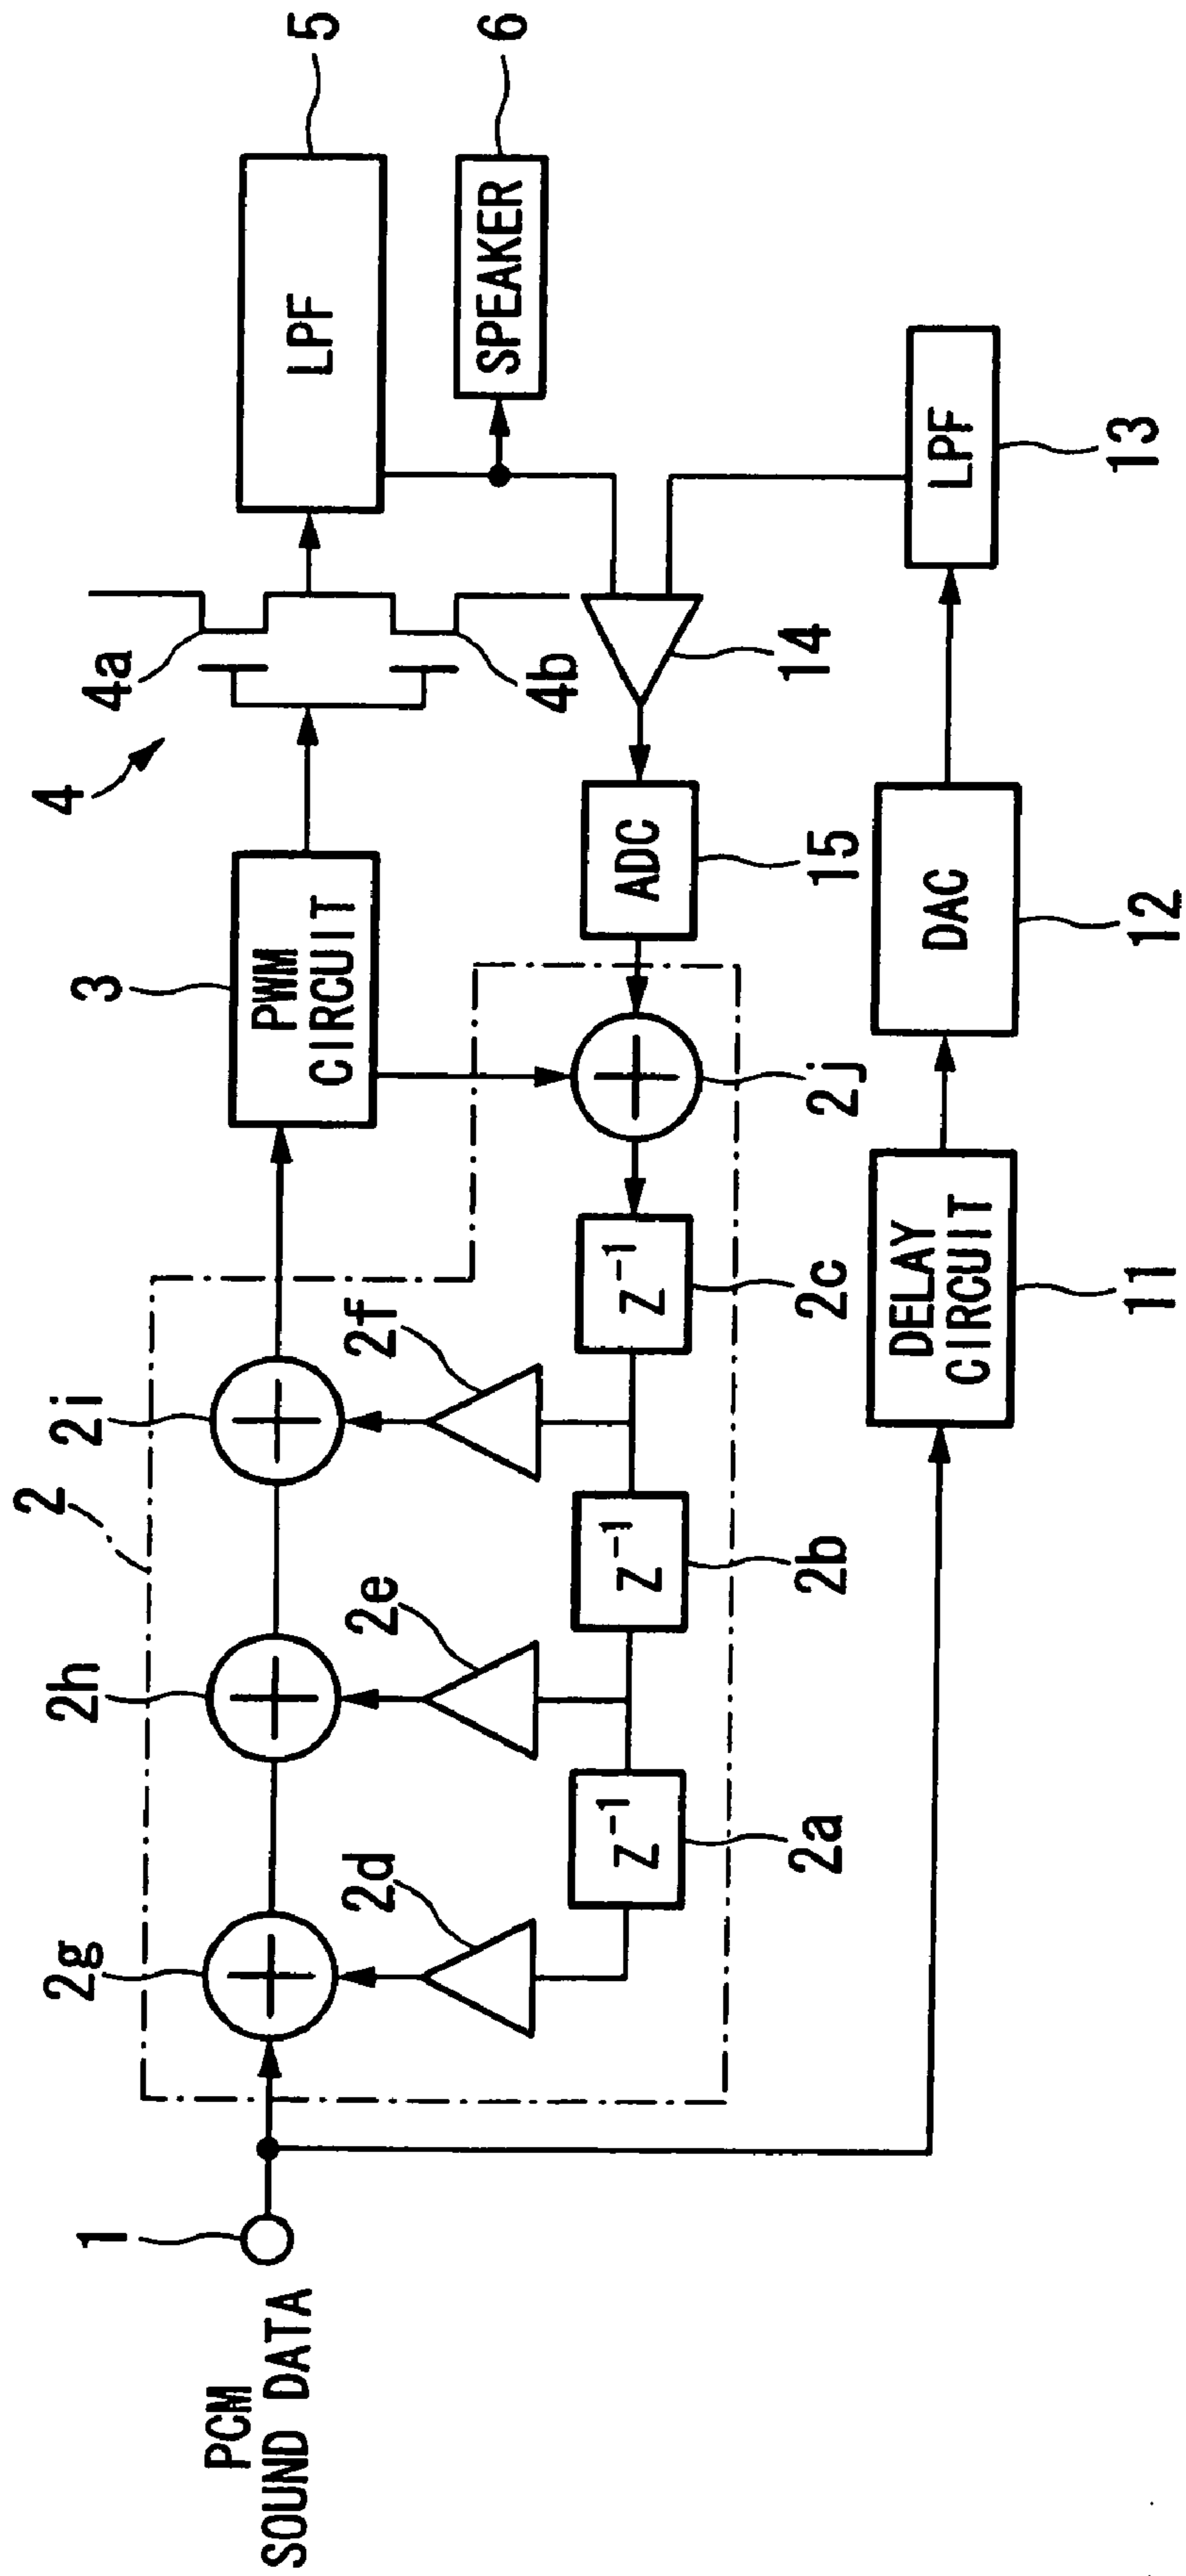 1
PCM
SOUND DATA
2
2g
2h
2i
2d
2e
2f
Z⁻¹
Z⁻¹
Z⁻¹
2a
2b
2c
2j
3
PWM
CIRCUIT
4
4a
4b
LPF
5
SPEAKER
6
14
ADC
15
DELAY
CIRCUIT
11
DAC
12
LPF
13